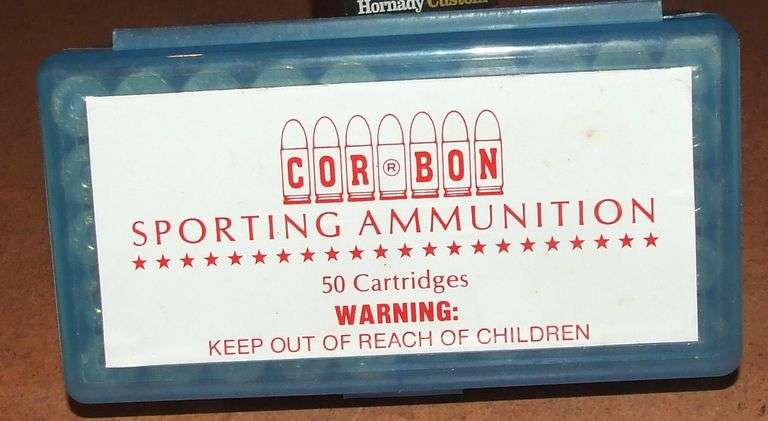 Hornady Custom
COR®BON
SPORTING AMMUNITION
50 Cartridges
WARNING:
KEEP OUT OF REACH OF CHILDREN